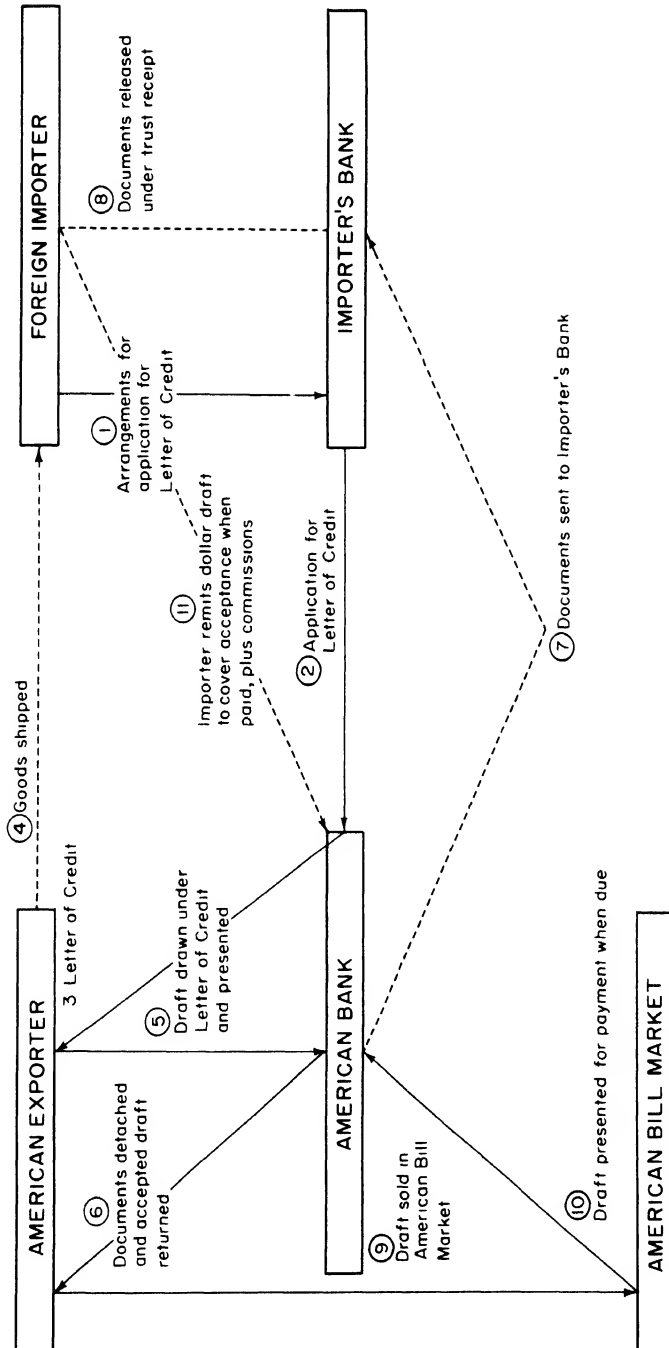 AMERICAN EXPORTER
④ Goods shipped
FOREIGN IMPORTER
3 Letter of Credit
⑥
Documents detached
and accepted draft
returned
⑤
Draft drawn under
Letter of Credit
and presented
①
Arrangements for
application for
Letter of Credit
⑧
Documents released
under trust receipt
⑪
Importer remits dollar draft
to cover acceptance when
paid, plus commissions
② Application for
Letter of Credit
AMERICAN BANK
IMPORTER'S BANK
⑨
Draft sold in
American Bill
Market
⑩
Draft presented for payment when due
⑦ Documents sent to Importer's Bank
AMERICAN BILL MARKET